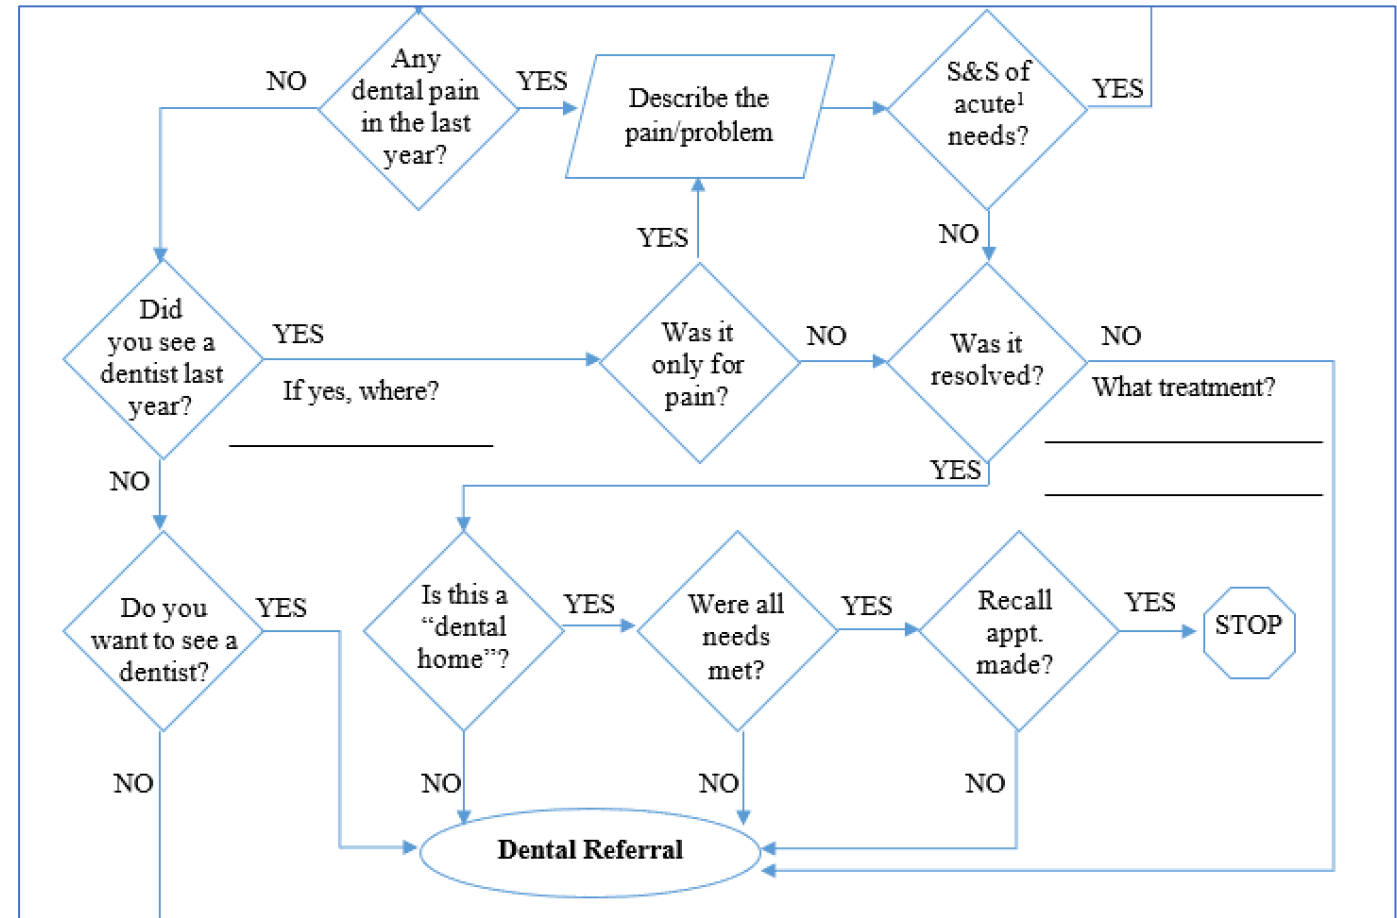 Any
dental pain
in the last
year?
NO
YES
Describe the
pain/problem
S&S of
acute¹
needs?
YES
NO
YES
Did
you see a
dentist last
year?
YES
If yes, where?
NO
Was it
only for
pain?
NO
Was it
resolved?
NO
What treatment?
YES
Do you
want to see a
dentist?
YES
NO
Is this a
“dental
home”?
YES
NO
Were all
needs
met?
YES
NO
Recall
appt.
made?
YES
NO
STOP
Dental Referral